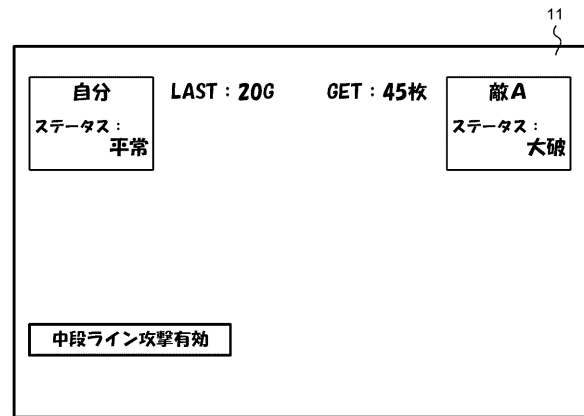 11
自分
ステータス：
平常
LAST：20G
GET：45枚
敵A
ステータス：
大破
中段ライン攻撃有効